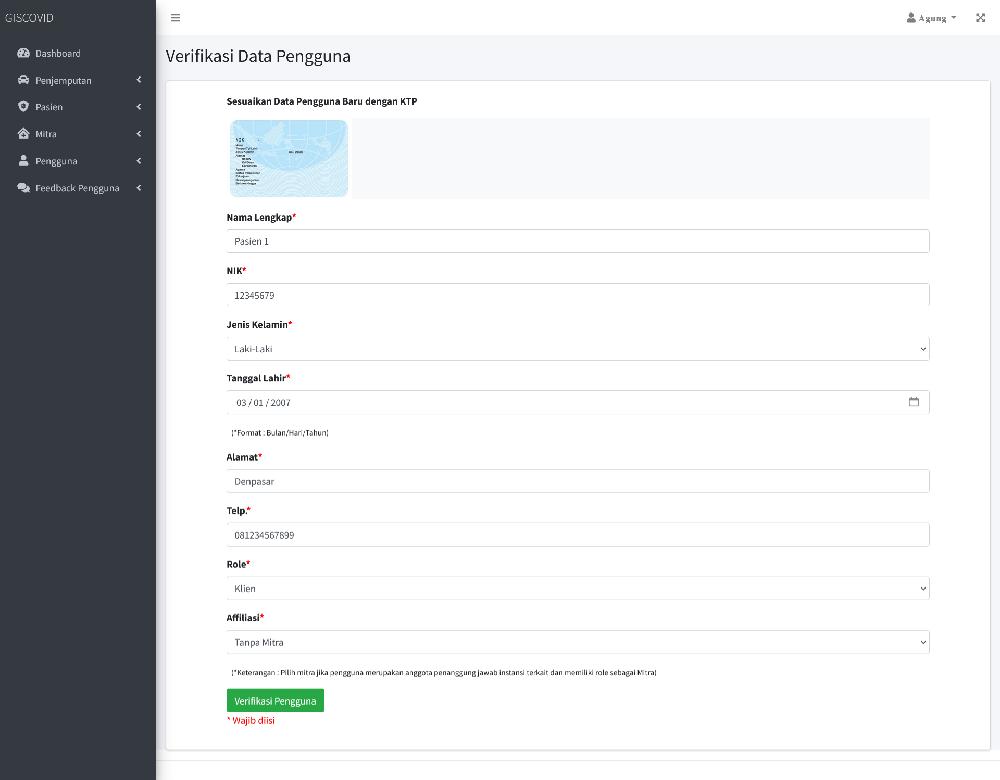 GISCOVID
Agung
Dashboard
Penjemputan
Pasien
Mitra
Pengguna
Feedback Pengguna
Verifikasi Data Pengguna
Sesuaikan Data Pengguna Baru dengan KTP
NIK :
Nama :
Tempat/Tgl Lahir :
Jenis Kelamin : Gol. Darah :
Alamat :
RT/RW :
Kel/Desa :
Kecamatan :
Agama :
Status Perkawinan :
Pekerjaan :
Kewarganegaraan :
Berlaku Hingga :
Nama Lengkap*
Pasien 1
NIK*
12345679
Jenis Kelamin*
Laki-Laki
Tanggal Lahir*
03 / 01 / 2007
(*Format : Bulan/Hari/Tahun)
Alamat*
Denpasar
Telp.*
081234567899
Role*
Klien
Affiliasi*
Tanpa Mitra
(*Keterangan : Pilih mitra jika pengguna merupakan anggota penanggung jawab instansi terkait dan memiliki role sebagai Mitra)
Verifikasi Pengguna
* Wajib diisi